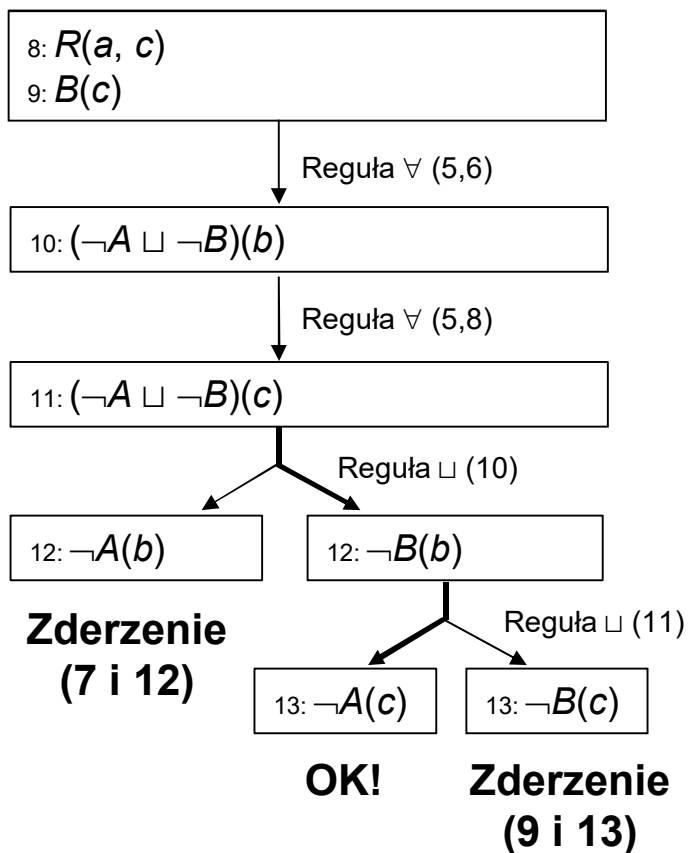 8: R(a, c)
9: B(c)
Reguła ∀ (5,6)
10: (¬A ⊔ ¬B)(b)
Reguła ∀ (5,8)
11: (¬A ⊔ ¬B)(c)
Reguła ⊔ (10)
12: ¬A(b)
12: ¬B(b)
Zderzenie
(7 i 12)
Reguła ⊔ (11)
13: ¬A(c)
13: ¬B(c)
OK!
Zderzenie
(9 i 13)